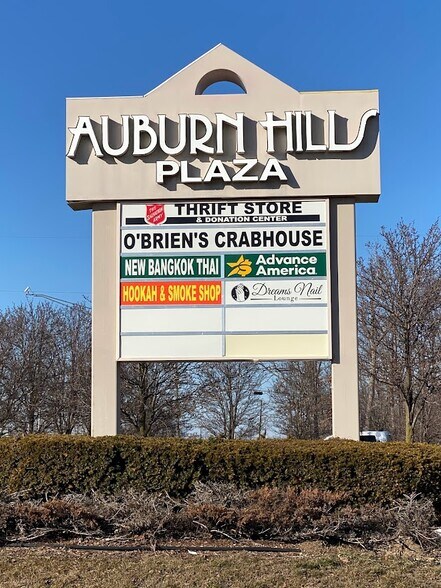 AUBURN HILLS
PLAZA
THRIFT STORE
& DONATION CENTER
O'BRIEN'S CRABHOUSE
NEW BANGKOK THAI
Advance
America
HOOKAH & SMOKE SHOP
Dreams Nail
Lounge